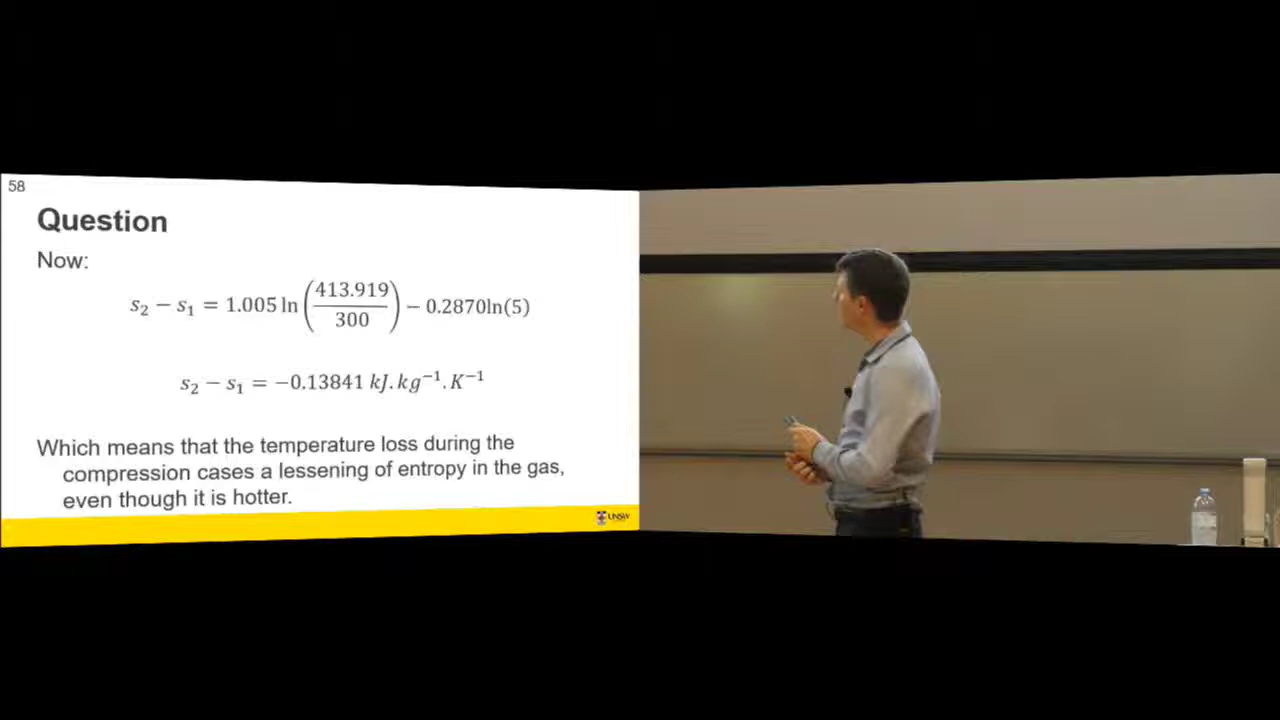 58
Question
Now:
s₂ − s₁ = 1.005 ln (413.919 / 300) − 0.2870ln(5)
s₂ − s₁ = −0.13841 kJ.kg⁻¹.K⁻¹
Which means that the temperature loss during the
compression cases a lessening of entropy in the gas,
even though it is hotter.
UNSW